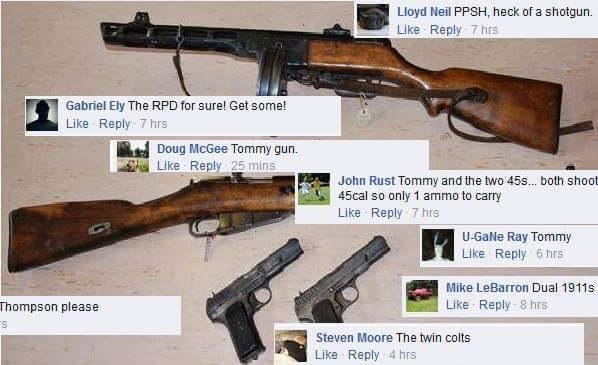 Lloyd Neil PPSH, heck of a shotgun.
Like · Reply · 7 hrs
Gabriel Ely The RPD for sure! Get some!
Like · Reply · 7 hrs
Doug McGee Tommy gun.
Like · Reply · 25 mins
John Rust Tommy and the two 45s... both shoot
45cal so only 1 ammo to carry
Like · Reply · 7 hrs
U-GaNe Ray Tommy
Like · Reply · 6 hrs
Mike LeBarron Dual 1911s
Like · Reply · 8 hrs
Thompson please
s
Steven Moore The twin colts
Like · Reply · 4 hrs